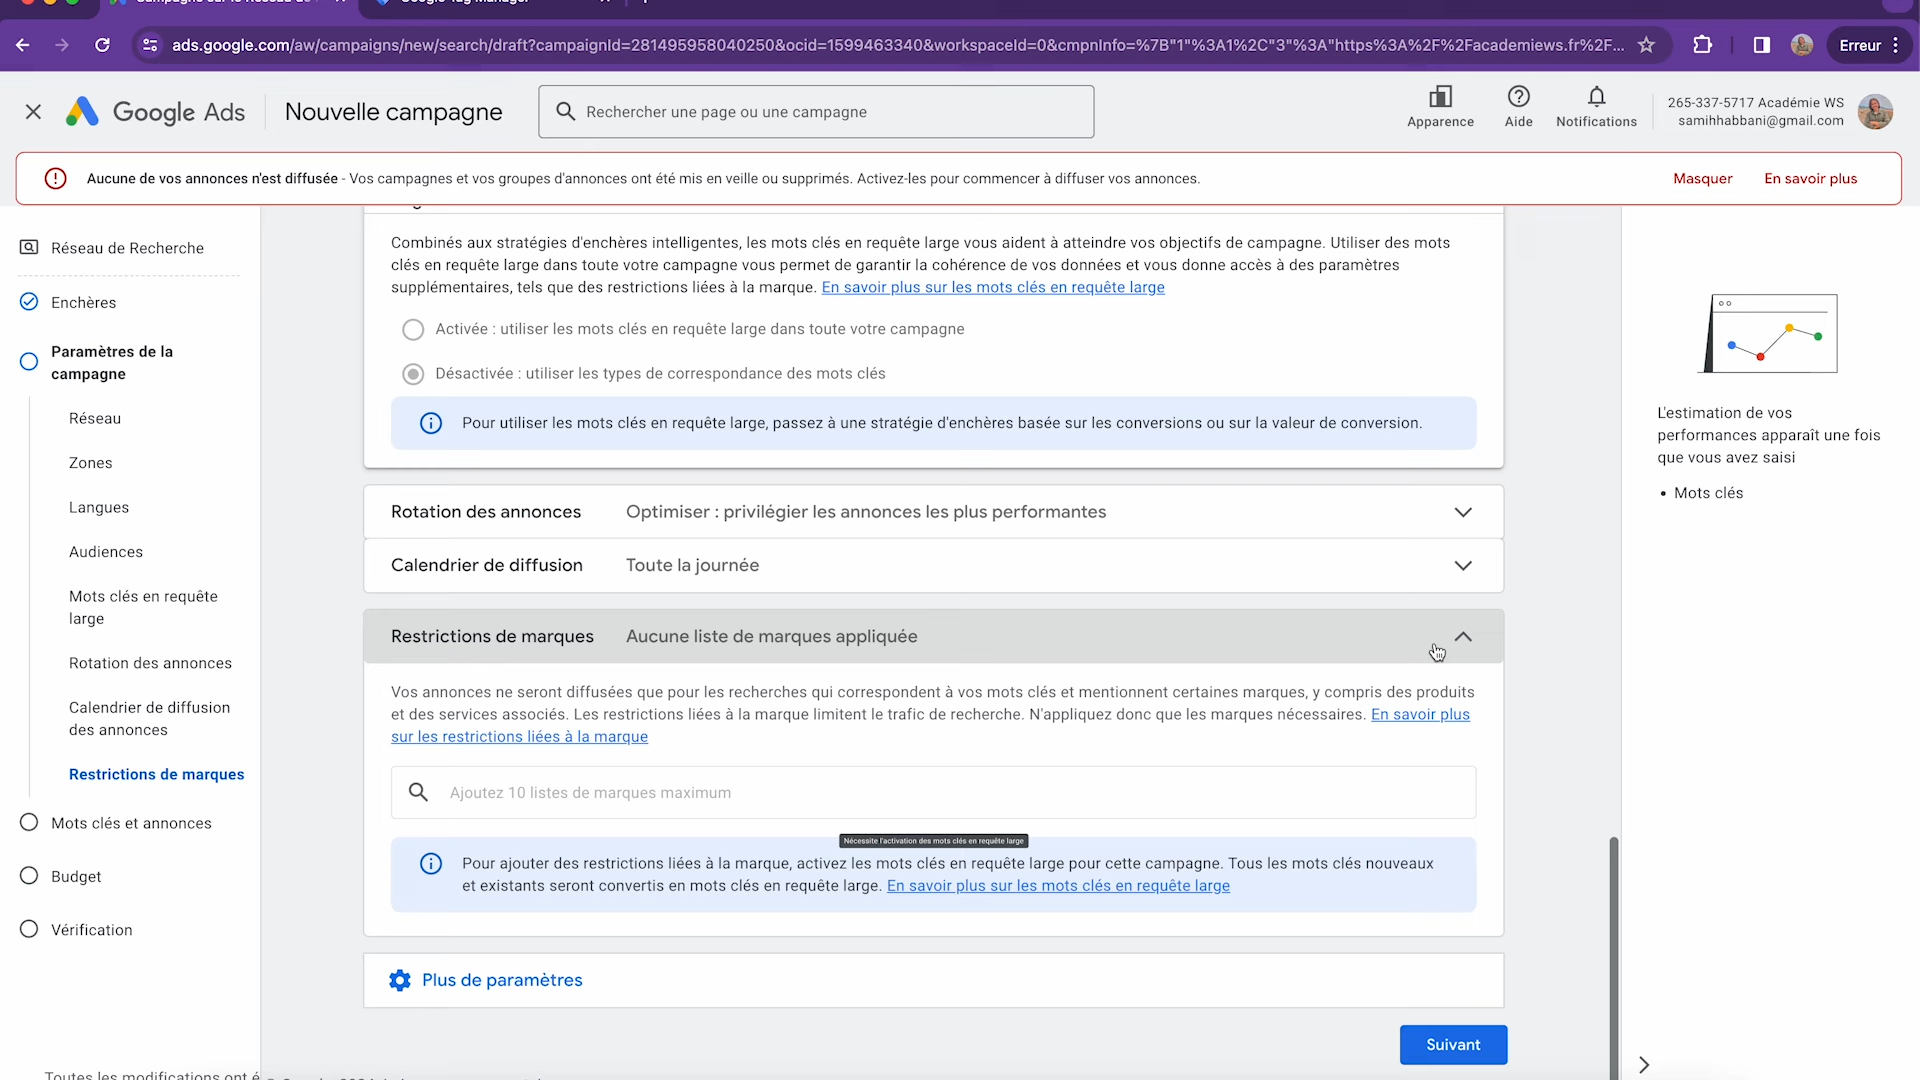 Google Tag Manager
ads.google.com/aw/campaigns/new/search/draft?campaignId=281495958040250&ocid=1599463340&workspaceId=0&cmpnInfo=%7B"1"%3A1%2C"3"%3A"https%3A%2F%2Facademiews.fr%2F...
Erreur
Google Ads
Nouvelle campagne
Rechercher une page ou une campagne
Apparence
Aide
Notifications
265-337-5717 Académie WS
samihhabbani@gmail.com
Aucune de vos annonces n'est diffusée - Vos campagnes et vos groupes d'annonces ont été mis en veille ou supprimés. Activez-les pour commencer à diffuser vos annonces.
Masquer
En savoir plus
Réseau de Recherche
Enchères
Paramètres de la
campagne
Réseau
Zones
Langues
Audiences
Mots clés en requête
large
Rotation des annonces
Calendrier de diffusion
des annonces
Restrictions de marques
Mots clés et annonces
Budget
Vérification
Combinés aux stratégies d'enchères intelligentes, les mots clés en requête large vous aident à atteindre vos objectifs de campagne. Utiliser des mots
clés en requête large dans toute votre campagne vous permet de garantir la cohérence de vos données et vous donne accès à des paramètres
supplémentaires, tels que des restrictions liées à la marque. En savoir plus sur les mots clés en requête large
Activée : utiliser les mots clés en requête large dans toute votre campagne
Désactivée : utiliser les types de correspondance des mots clés
Pour utiliser les mots clés en requête large, passez à une stratégie d'enchères basée sur les conversions ou sur la valeur de conversion.
Rotation des annonces
Optimiser : privilégier les annonces les plus performantes
Calendrier de diffusion
Toute la journée
Restrictions de marques
Aucune liste de marques appliquée
Vos annonces ne seront diffusées que pour les recherches qui correspondent à vos mots clés et mentionnent certaines marques, y compris des produits
et des services associés. Les restrictions liées à la marque limitent le trafic de recherche. N'appliquez donc que les marques nécessaires. En savoir plus
sur les restrictions liées à la marque
Ajoutez 10 listes de marques maximum
Nécessite l'activation des mots clés en requête large
Pour ajouter des restrictions liées à la marque, activez les mots clés en requête large pour cette campagne. Tous les mots clés nouveaux
et existants seront convertis en mots clés en requête large. En savoir plus sur les mots clés en requête large
Plus de paramètres
Suivant
L'estimation de vos
performances apparaît une fois
que vous avez saisi
• Mots clés
Toutes les modifications ont